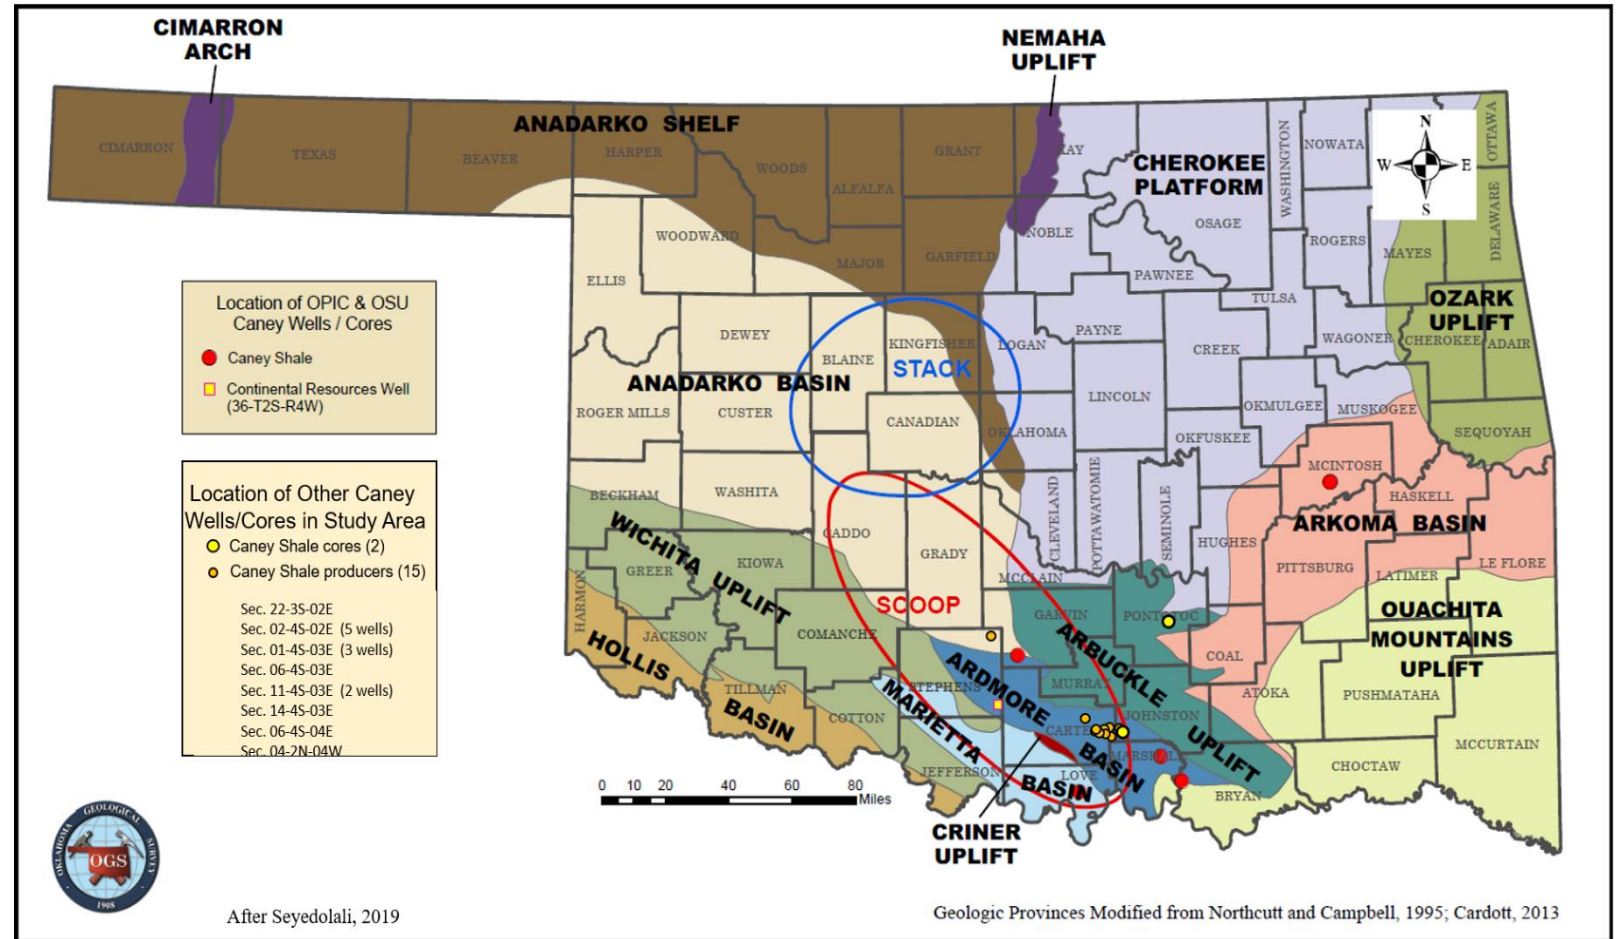 CIMARRON
ARCH
NEMAHA
UPLIFT
ANADARKO SHELF
CIMARRON
TEXAS
BEAVER
HARPER
WOODS
ALFALFA
GRANT
KAY
CHEROKEE
PLATFORM
OSAGE
WASHINGTON
NOWATA
N
W
E
S
OTTAWA
DELAWARE
WOODWARD
ELLIS
MAJOR
GARFIELD
NOBLE
PAWNEE
ROGERS
MAYES
TULSA
OZARK
UPLIFT
Location of OPIC & OSU
Caney Wells / Cores
Caney Shale
Continental Resources Well
(36-T2S-R4W)
DEWEY
BLAINE
KINGFISHER
STACK
LOGAN
PAYNE
CREEK
WAGONER
CHEROKEE
ADAIR
ANADARKO BASIN
ROGER MILLS
CUSTER
CANADIAN
OKLAHOMA
LINCOLN
OKMULGEE
MUSKOGEE
OKFUSKEE
SEQUOYAH
Location of Other Caney
Wells/Cores in Study Area
Caney Shale cores (2)
Caney Shale producers (15)
Sec. 22-3S-02E
Sec. 02-4S-02E (5 wells)
Sec. 01-4S-03E (3 wells)
Sec. 06-4S-03E
Sec. 11-4S-03E (2 wells)
Sec. 14-4S-03E
Sec. 06-4S-04E
Sec. 04-2N-04W
BECKHAM
WASHITA
CADDO
GRADY
CLEVELAND
POTTAWATOMIE
SEMINOLE
HUGHES
MCINTOSH
HASKELL
ARKOMA BASIN
PITTSBURG
LATIMER
LE FLORE
WICHITA UPLIFT
GREER
KIOWA
HARMON
JACKSON
COMANCHE
SCOOP
MCCLAIN
GARVIN
PONTOTOC
COAL
ATOKA
OUACHITA
MOUNTAINS
UPLIFT
PUSHMATAHA
HOLLIS
BASIN
TILLMAN
COTTON
STEPHENS
ARDMORE
BASIN
ARBUCKLE
UPLIFT
MURRAY
MARIETTA
BASIN
CARTER
JOHNSTON
MARSHALL
JEFFERSON
LOVE
BRYAN
CHOCTAW
MCCURTAIN
0 10 20 40 60 80
Miles
CRINER
UPLIFT
OKLAHOMA GEOLOGICAL SURVEY
OGS
1908
After Seyedolali, 2019
Geologic Provinces Modified from Northcutt and Campbell, 1995; Cardott, 2013